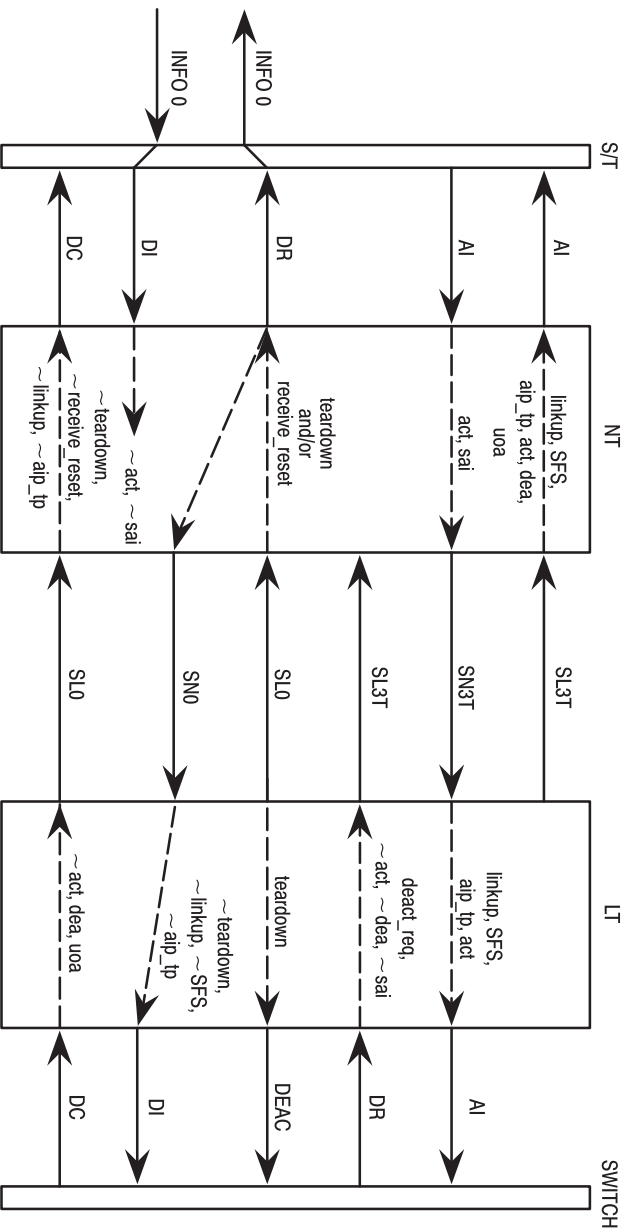 S/T
NT
LT
SWITCH
AI
linkup, SFS,
aip_tp, act, dea,
uoa
SL3T
AI
act, sai
SN3T
linkup, SFS,
aip_tp, act
AI
SL3T
deact_req,
~ act, ~ dea, ~ sai
DR
INFO 0
DR
teardown
and/or
receive_reset
SL0
teardown
DEAC
INFO 0
DI
~ act, ~ sai
SN0
~ teardown,
~ linkup, ~ SFS,
~ aip_tp
DI
DC
~ teardown,
~ receive_reset,
~ linkup, ~ aip_tp
SL0
~ act, dea, uoa
DC